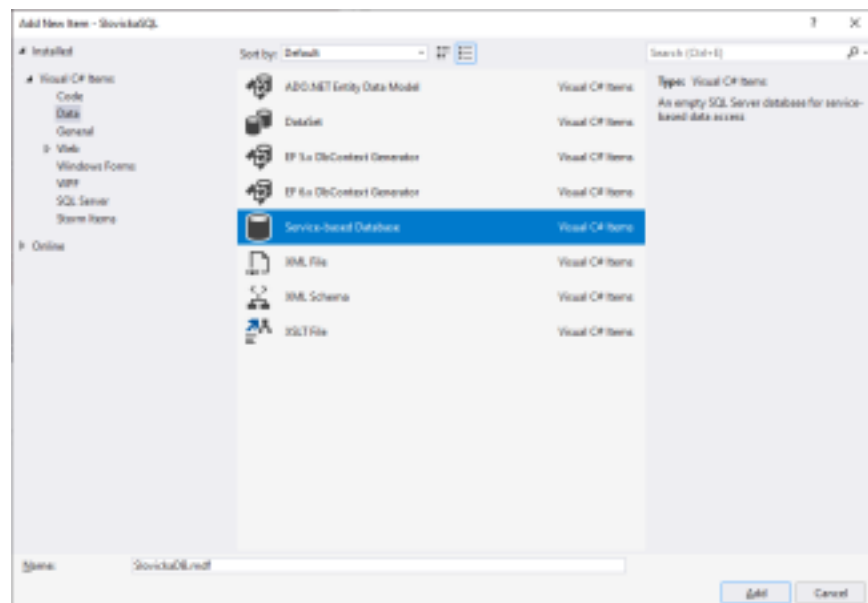 Add New Item - SlovickaSQL
? ×
Installed
Sort by: Default
Search (Ctrl+E)
Visual C# Items
Code
Data
General
Web
Windows Forms
WPF
SQL Server
Storm Items
Online
ADO.NET Entity Data Model Visual C# Items
DataSet Visual C# Items
EF 5.x DbContext Generator Visual C# Items
EF 6.x DbContext Generator Visual C# Items
Service-based Database Visual C# Items
XML File Visual C# Items
XML Schema Visual C# Items
XSLT File Visual C# Items
Type: Visual C# Items
An empty SQL Server database for service-
based data access
Name: SlovickaDB.mdf
Add Cancel